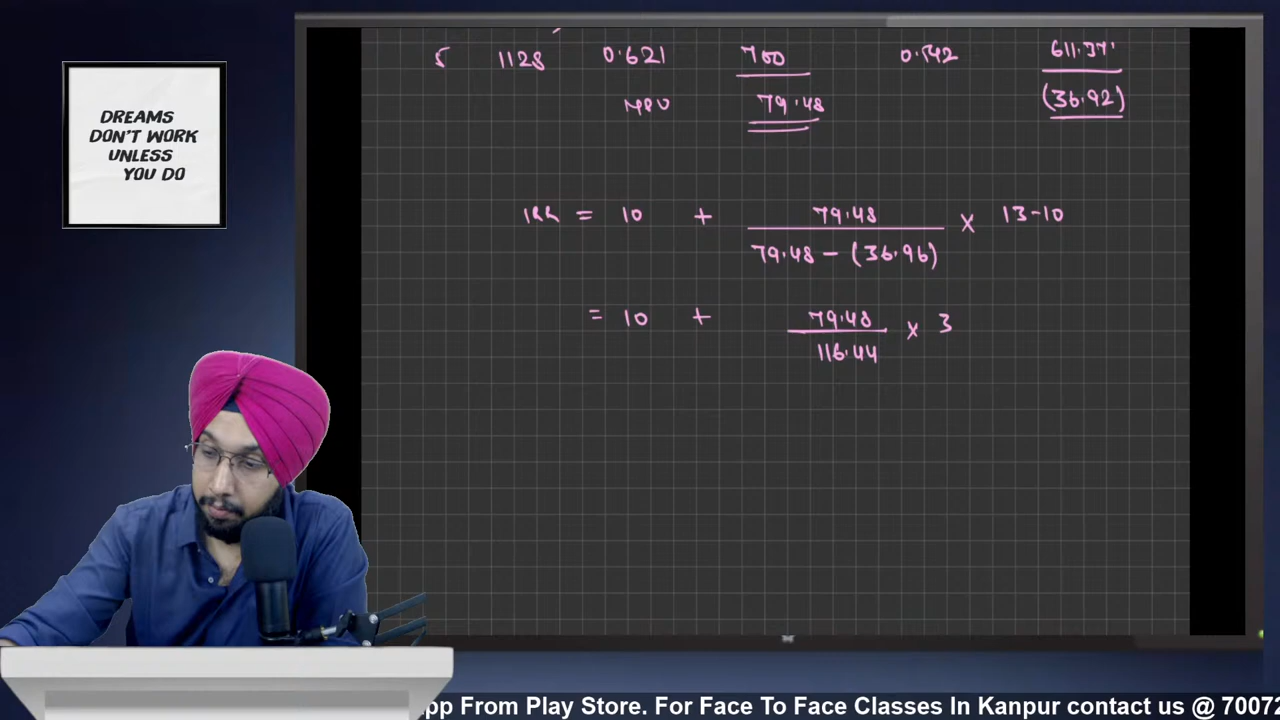 DREAMS
DON'T WORK
UNLESS
YOU DO
5 1128 0.621 700 0.542 611.37
NPV 79.48 (36.92)
IRR = 10 + 79.48 / 79.48 - (36.96) × 13-10
= 10 + 79.48 / 116.44 × 3
pp From Play Store. For Face To Face Classes In Kanpur contact us @ 70072